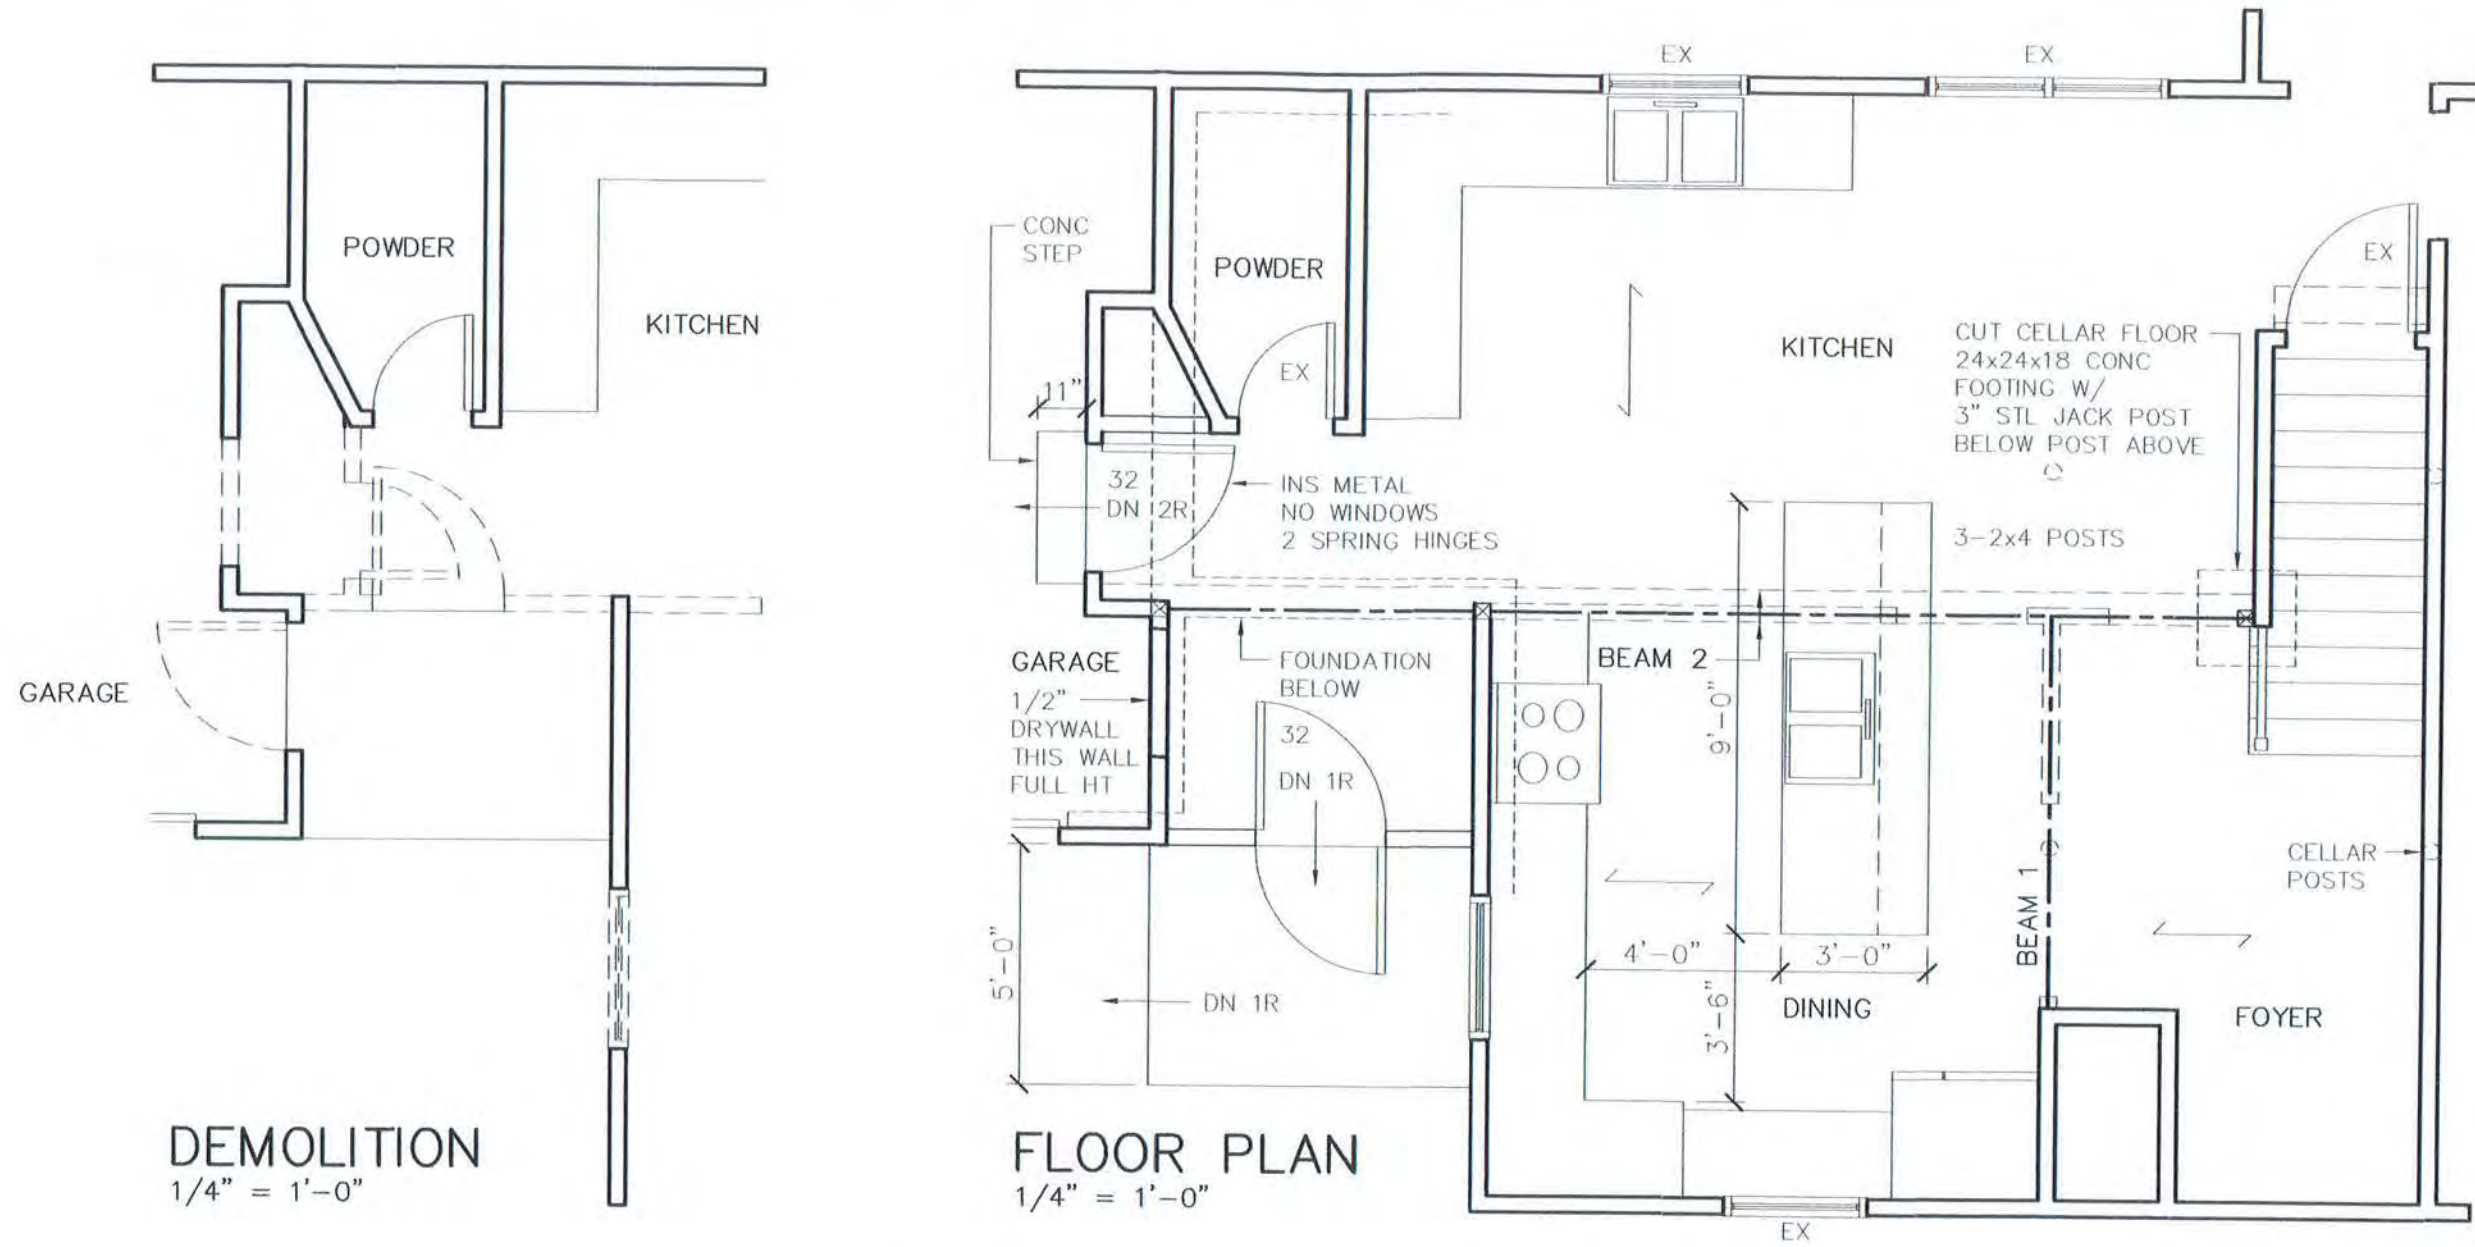 POWDER
KITCHEN
GARAGE
DEMOLITION
1/4" = 1'-0"
EX
EX
CONC
STEP
POWDER
EX
11"
32
DN 2R
INS METAL
NO WINDOWS
2 SPRING HINGES
KITCHEN
CUT CELLAR FLOOR
24x24x18 CONC
FOOTING W/
3" STL JACK POST
BELOW POST ABOVE
3-2x4 POSTS
EX
GARAGE
1/2"
DRYWALL
THIS WALL
FULL HT
FOUNDATION
BELOW
32
DN 1R
BEAM 2
9'-0"
CELLAR
POSTS
BEAM 1
5'-0"
DN 1R
4'-0"
3'-0"
3'-6"
DINING
FOYER
EX
FLOOR PLAN
1/4" = 1'-0"